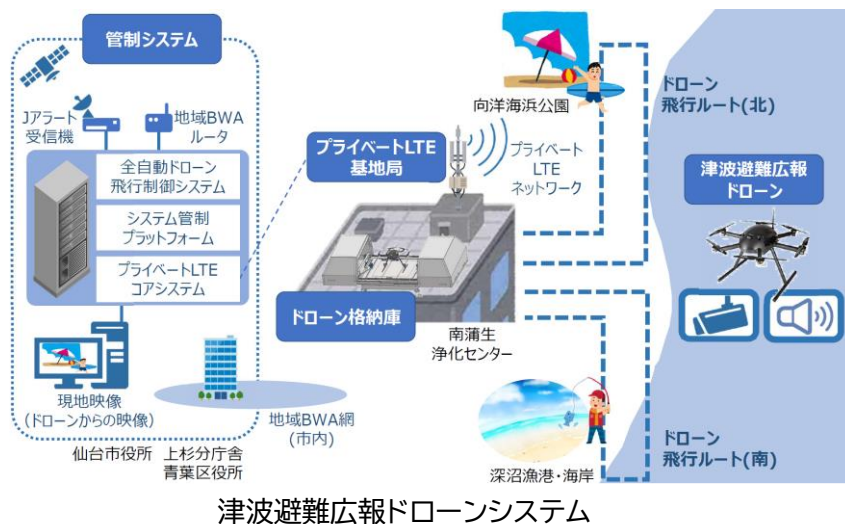 管制システム
Jアラート
受信機
地域BWA
ルータ
全自動ドローン
飛行制御システム
システム管制
プラットフォーム
プライベートLTE
コアシステム
現地映像
(ドローンからの映像)
仙台市役所
上杉分庁舎
青葉区役所
地域BWA網
(市内)
プライベートLTE
基地局
プライベート
LTE
ネットワーク
ドローン格納庫
南蒲生
浄化センター
向洋海浜公園
深沼漁港・海岸
ドローン
飛行ルート(北)
津波避難広報
ドローン
ドローン
飛行ルート(南)
津波避難広報ドローンシステム